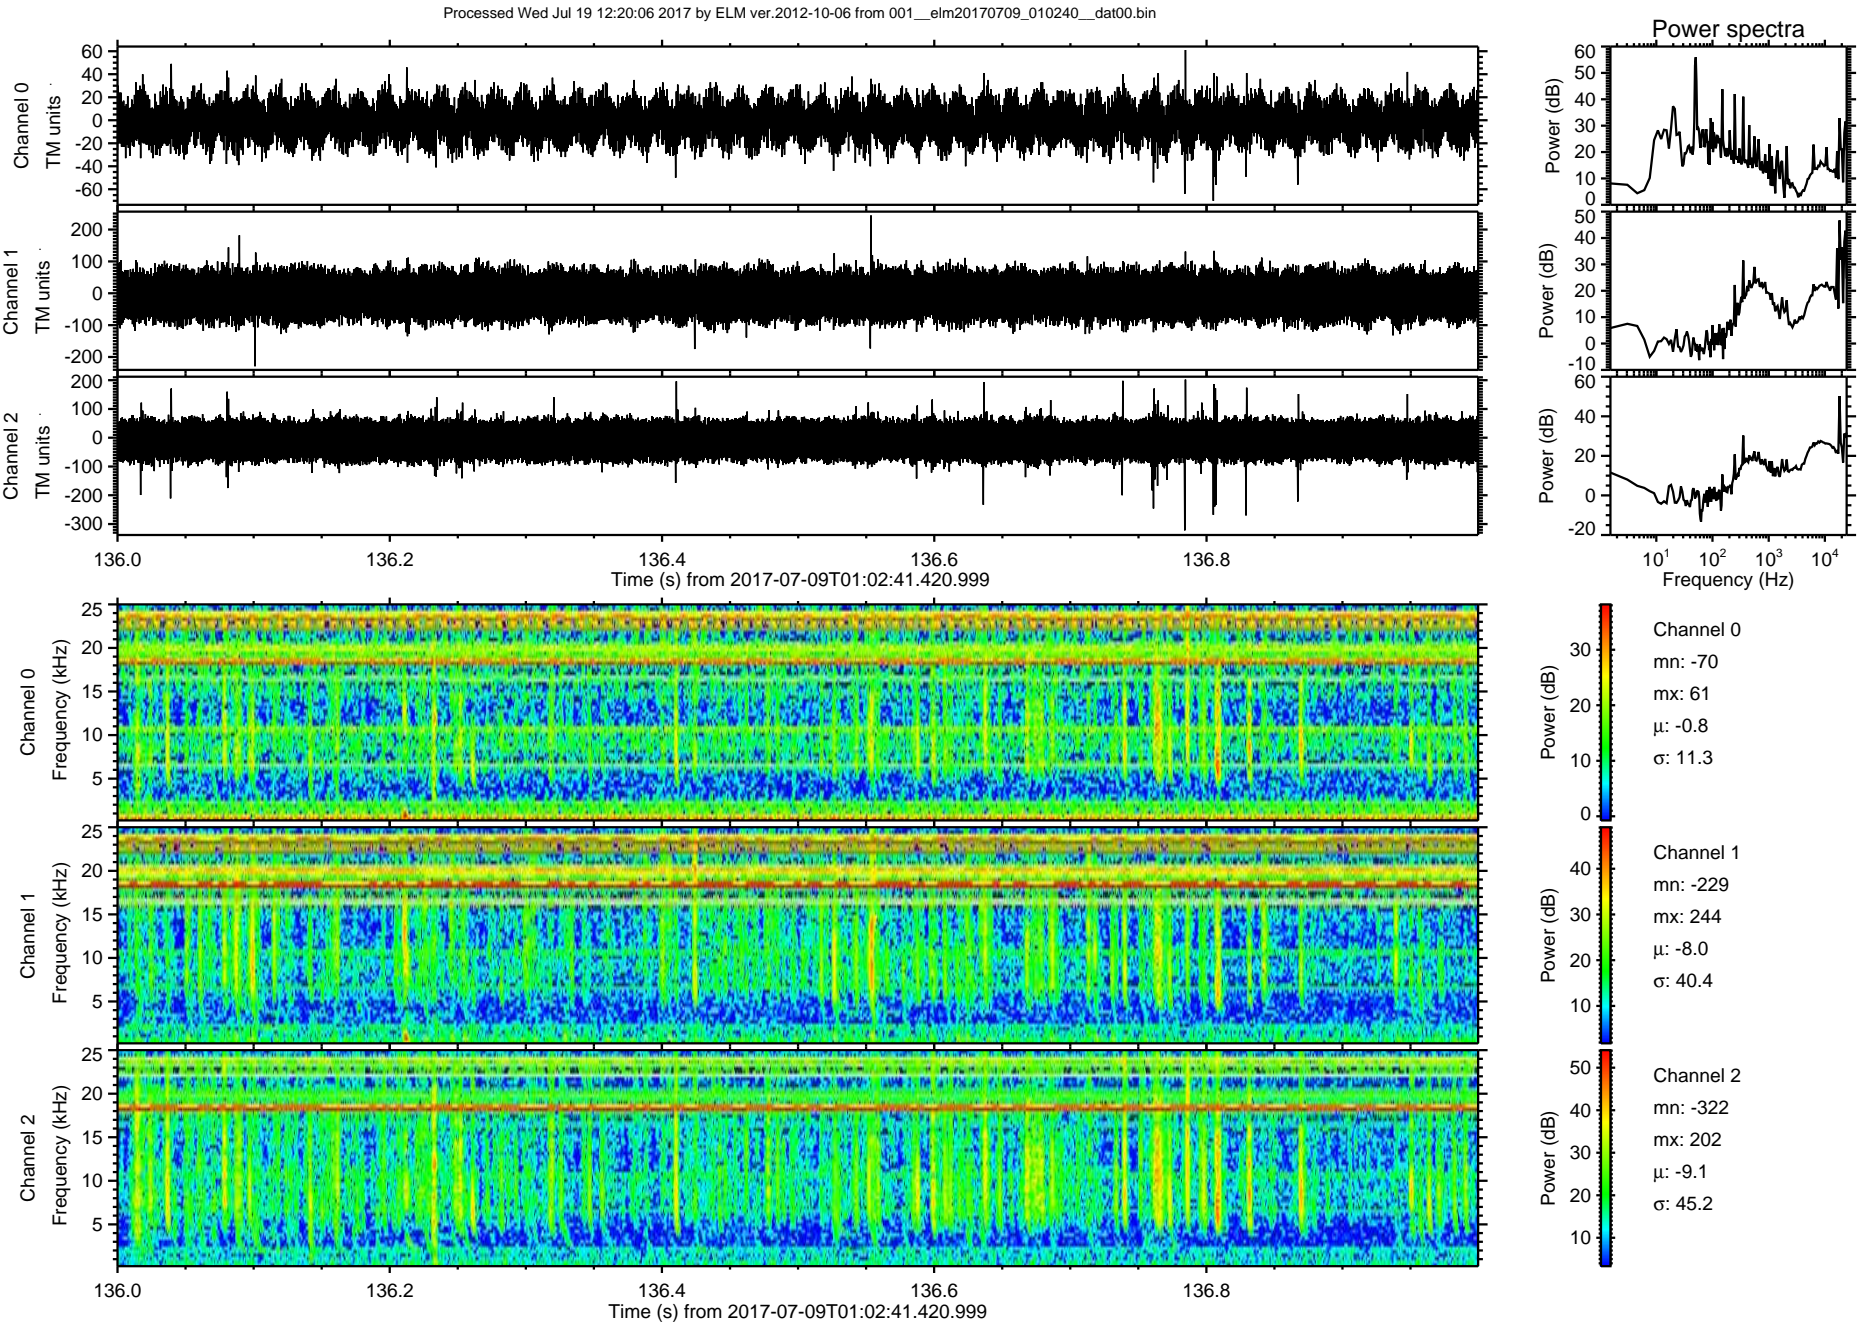 Processed Wed Jul 19 12:20:06 2017 by ELM ver.2012-10-06 from 001__elm20170709_010240__dat00.bin
Power spectra
Channel 0
TM units
60
40
20
0
-20
-40
-60
Power (dB)
60
50
40
30
20
10
0
Channel 1
TM units
200
100
0
-100
-200
Power (dB)
50
40
30
20
10
0
-10
Channel 2
TM units
200
100
0
-100
-200
-300
Power (dB)
60
40
20
0
-20
136.0 136.2 136.4 136.6 136.8
Time (s) from 2017-07-09T01:02:41.420.999
10^1 10^2 10^3 10^4
Frequency (Hz)
Channel 0
Frequency (kHz)
25
20
15
10
5
Power (dB)
30
20
10
0
Channel 0
mn: -70
mx: 61
μ: -0.8
σ: 11.3
Channel 1
Frequency (kHz)
25
20
15
10
5
Power (dB)
40
30
20
10
Channel 1
mn: -229
mx: 244
μ: -8.0
σ: 40.4
Channel 2
Frequency (kHz)
25
20
15
10
5
Power (dB)
50
40
30
20
10
Channel 2
mn: -322
mx: 202
μ: -9.1
σ: 45.2
136.0 136.2 136.4 136.6 136.8
Time (s) from 2017-07-09T01:02:41.420.999